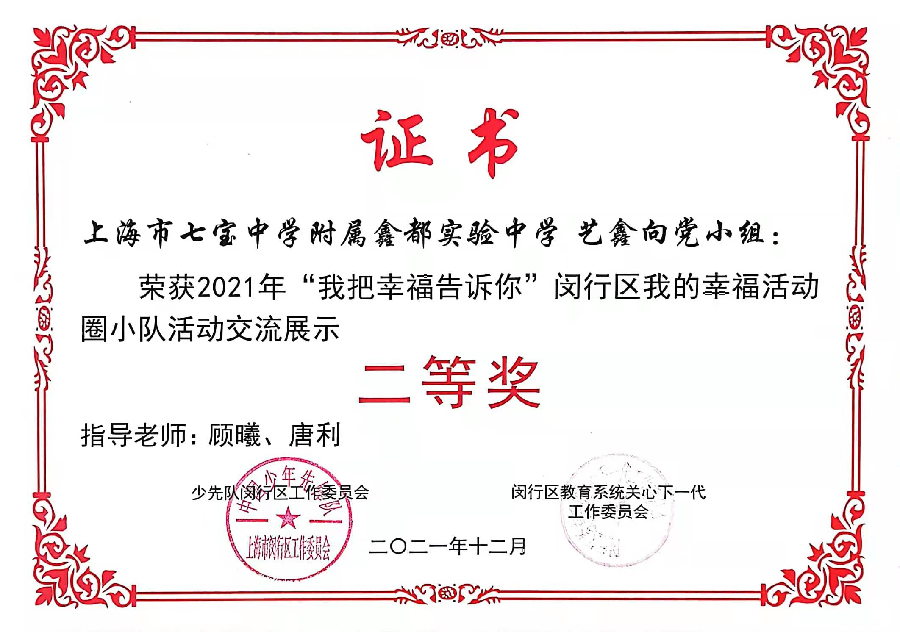 证书
上海市七宝中学附属鑫都实验中学 艺鑫向党小组：
荣获2021年“我把幸福告诉你”闵行区我的幸福活动
圈小队活动交流展示
二等奖
指导老师：顾曦、唐利
少先队闵行区工作委员会
闵行区教育系统关心下一代
工作委员会
中国少年先锋队
上海市闵行区工作委员会
二〇二一年十二月